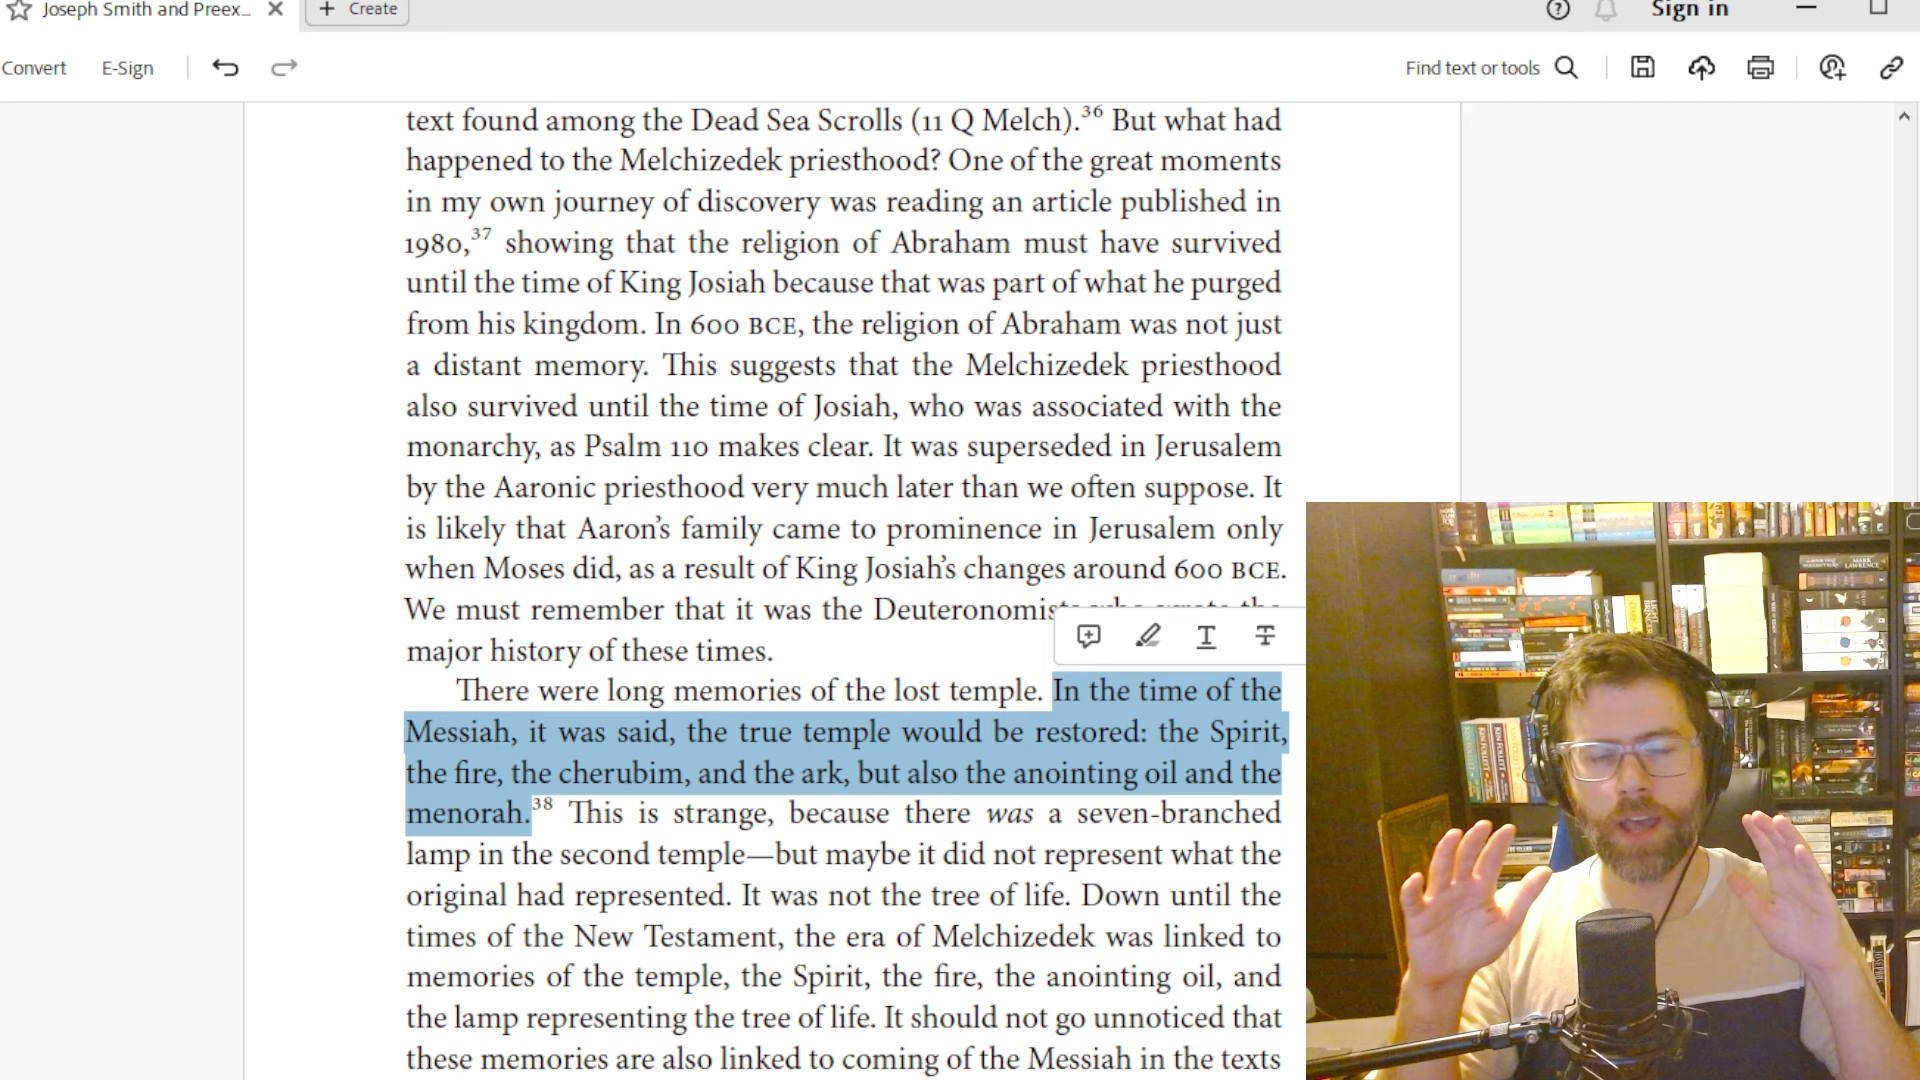 Joseph Smith and Preex...
Create
Sign in
Convert
E-Sign
Find text or tools
text found among the Dead Sea Scrolls (11 Q Melch).36 But what had
happened to the Melchizedek priesthood? One of the great moments
in my own journey of discovery was reading an article published in
1980,37 showing that the religion of Abraham must have survived
until the time of King Josiah because that was part of what he purged
from his kingdom. In 600 BCE, the religion of Abraham was not just
a distant memory. This suggests that the Melchizedek priesthood
also survived until the time of Josiah, who was associated with the
monarchy, as Psalm 110 makes clear. It was superseded in Jerusalem
by the Aaronic priesthood very much later than we often suppose. It
is likely that Aaron's family came to prominence in Jerusalem only
when Moses did, as a result of King Josiah's changes around 600 BCE.
We must remember that it was the Deuteronomists who wrote the
major history of these times.
There were long memories of the lost temple. In the time of the
Messiah, it was said, the true temple would be restored: the Spirit,
the fire, the cherubim, and the ark, but also the anointing oil and the
menorah.38 This is strange, because there was a seven-branched
lamp in the second temple—but maybe it did not represent what the
original had represented. It was not the tree of life. Down until the
times of the New Testament, the era of Melchizedek was linked to
memories of the temple, the Spirit, the fire, the anointing oil, and
the lamp representing the tree of life. It should not go unnoticed that
these memories are also linked to coming of the Messiah in the texts